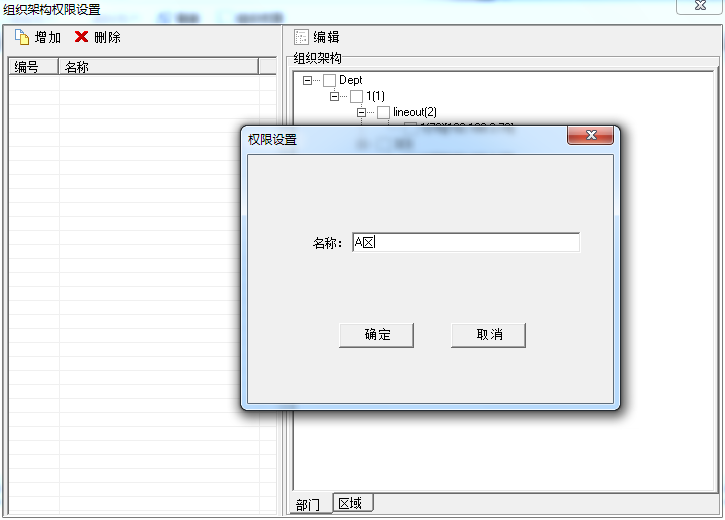 组织架构权限设置
增加 删除
编辑
编号 名称
组织架构
Dept
1(1)
lineout(2)
权限设置
名称：A区
确定 取消
部门 区域